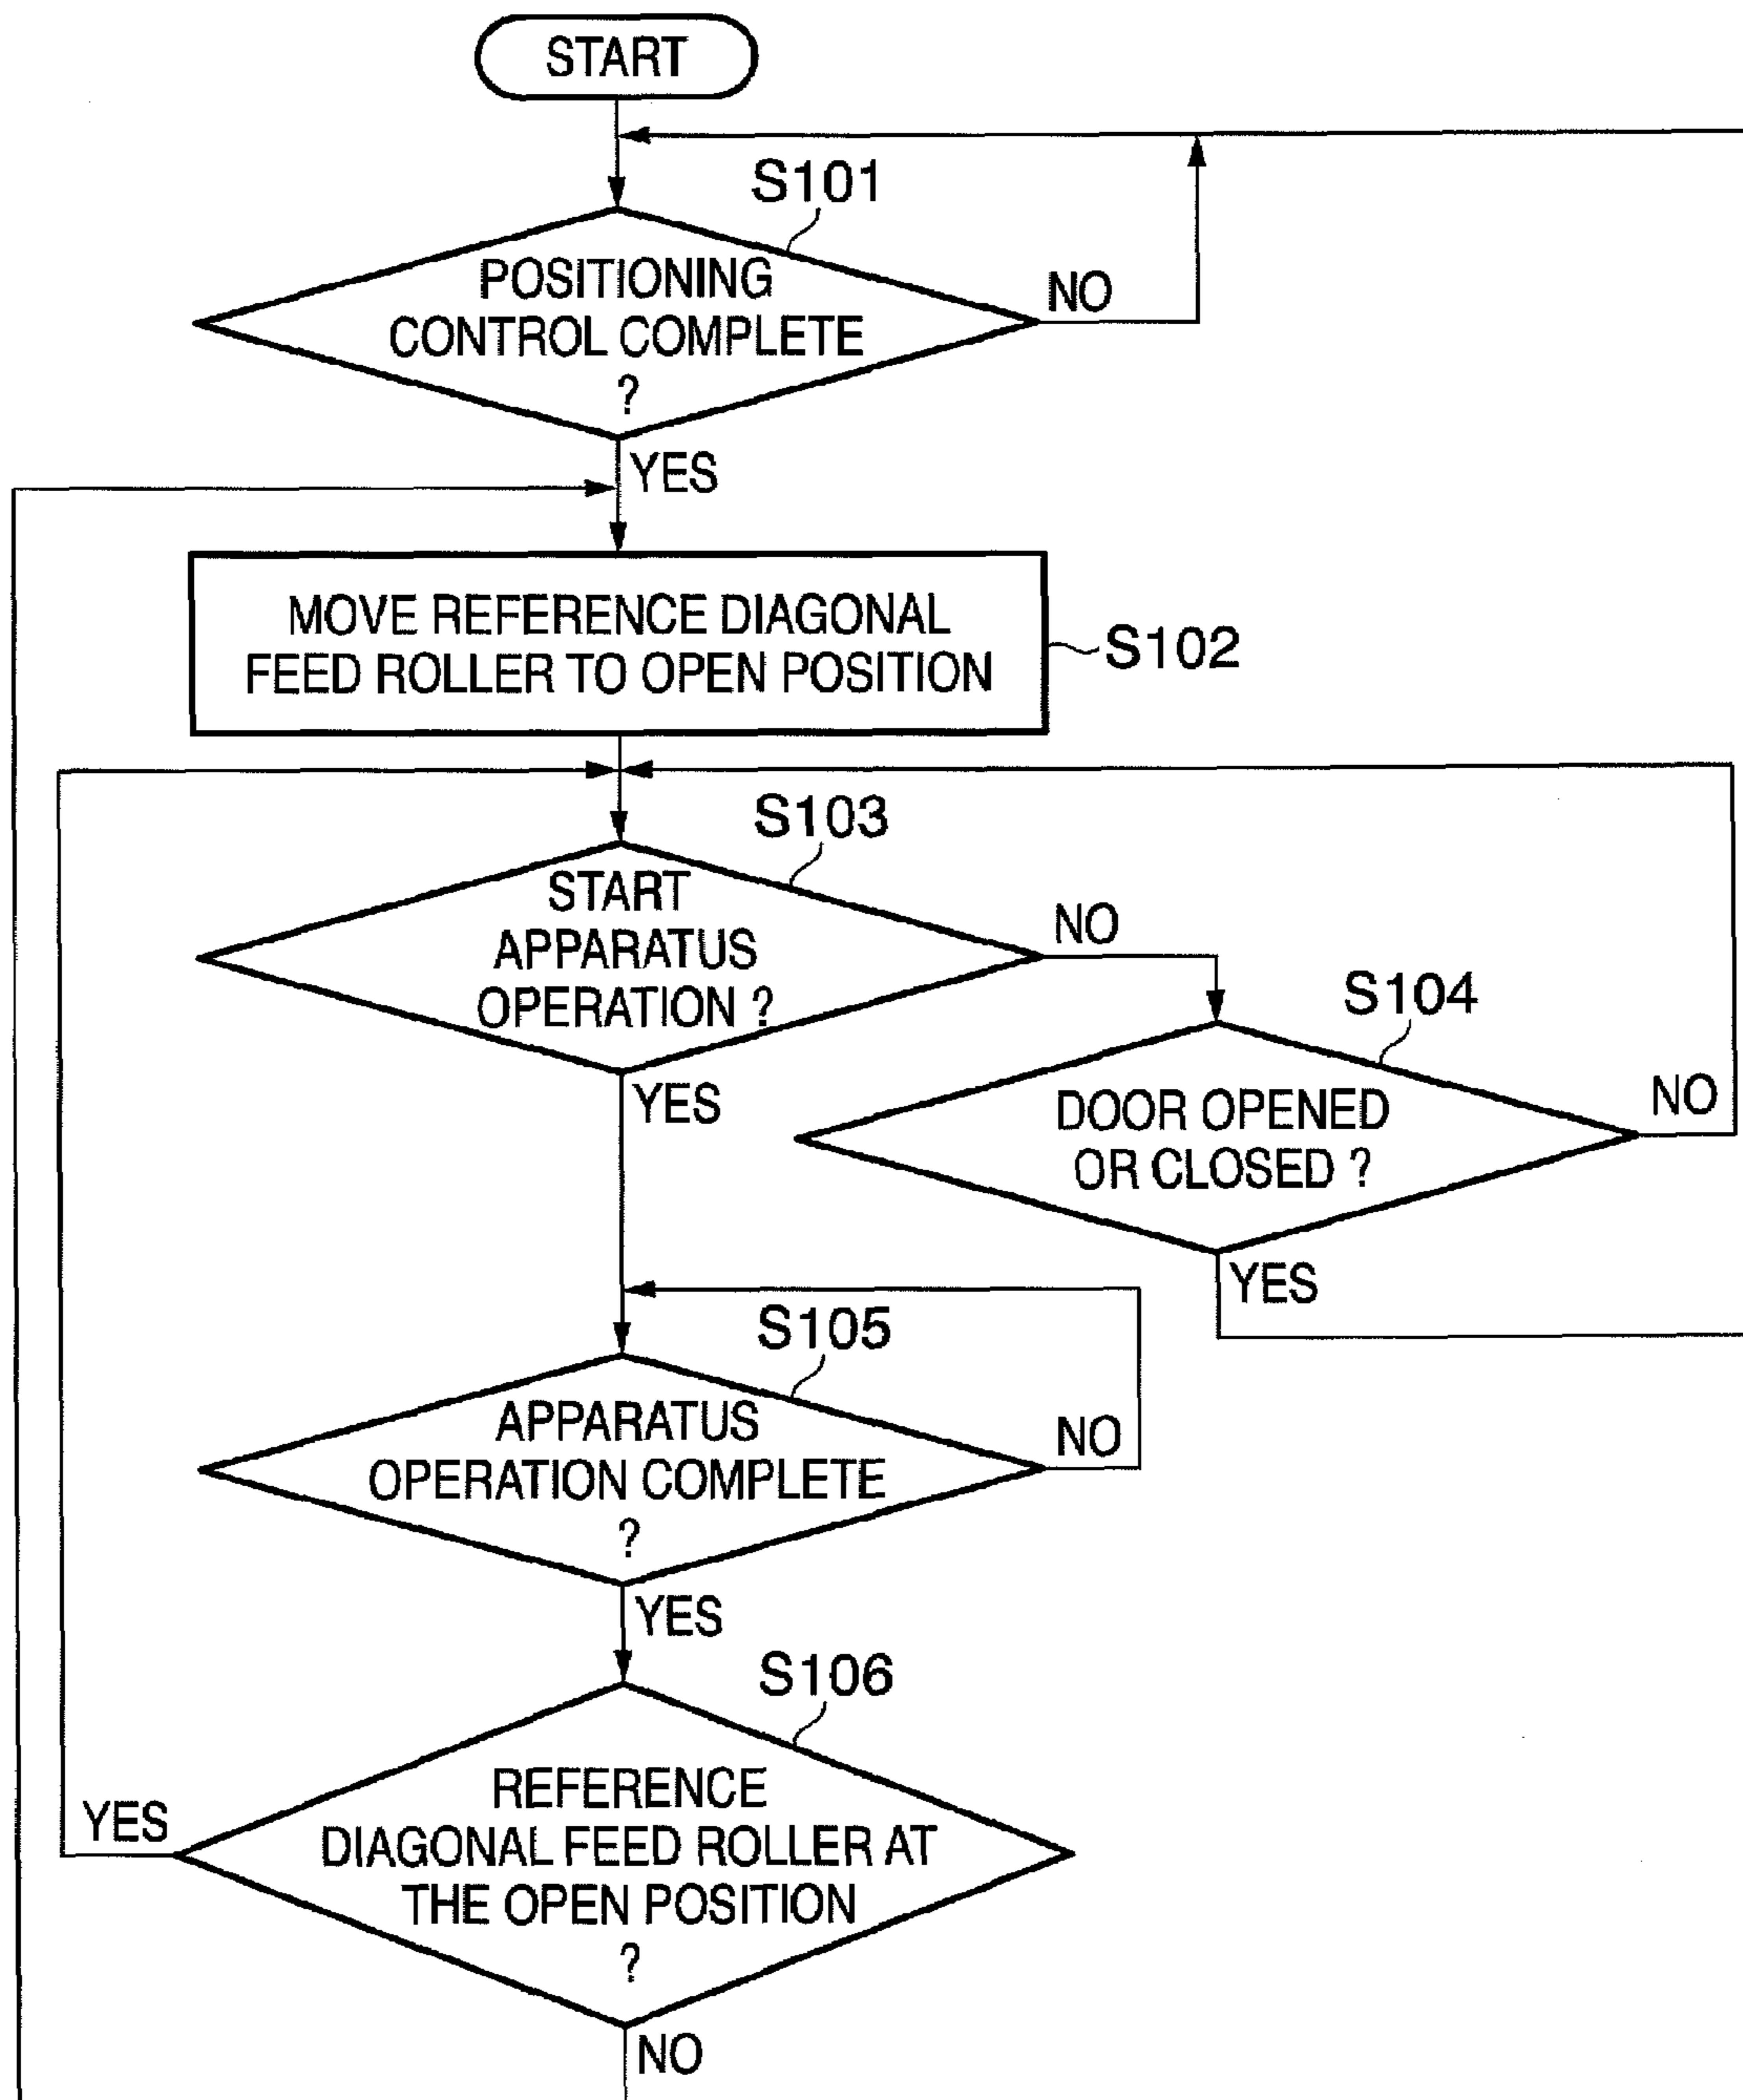 START
S101
POSITIONING
CONTROL COMPLETE
?
NO
YES
MOVE REFERENCE DIAGONAL
FEED ROLLER TO OPEN POSITION
S102
S103
START
APPARATUS
OPERATION ?
NO
YES
S104
DOOR OPENED
OR CLOSED ?
NO
YES
S105
APPARATUS
OPERATION COMPLETE
?
NO
YES
S106
REFERENCE
DIAGONAL FEED ROLLER AT
THE OPEN POSITION
?
YES
NO